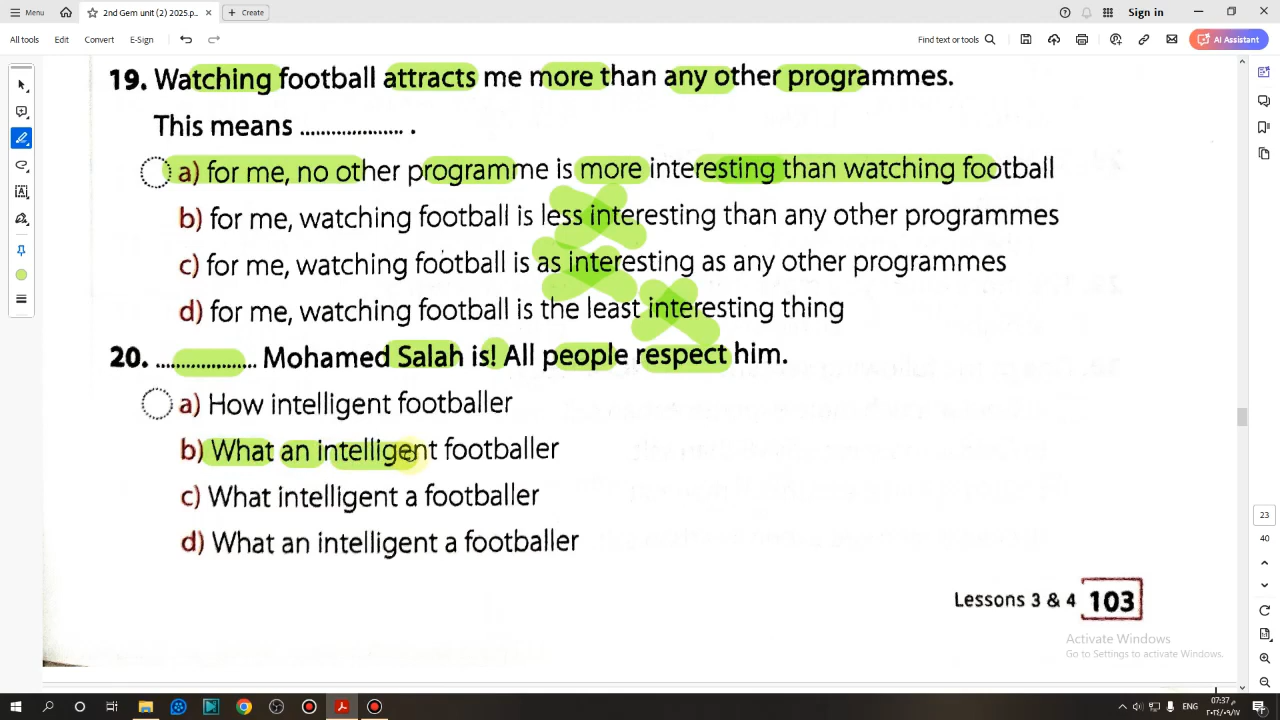 Menu
2nd Gem unit (2) 2025.p...
Create
Sign in
All tools
Edit
Convert
E-Sign
Find text or tools
AI Assistant
19. Watching football attracts me more than any other programmes.
This means .................... .
a) for me, no other programme is more interesting than watching football
b) for me, watching football is less interesting than any other programmes
c) for me, watching football is as interesting as any other programmes
d) for me, watching football is the least interesting thing
20. .................... Mohamed Salah is! All people respect him.
a) How intelligent footballer
b) What an intelligent footballer
c) What intelligent a footballer
d) What an intelligent a footballer
23
40
Lessons 3 & 4 103
Activate Windows
Go to Settings to activate Windows.
ENG